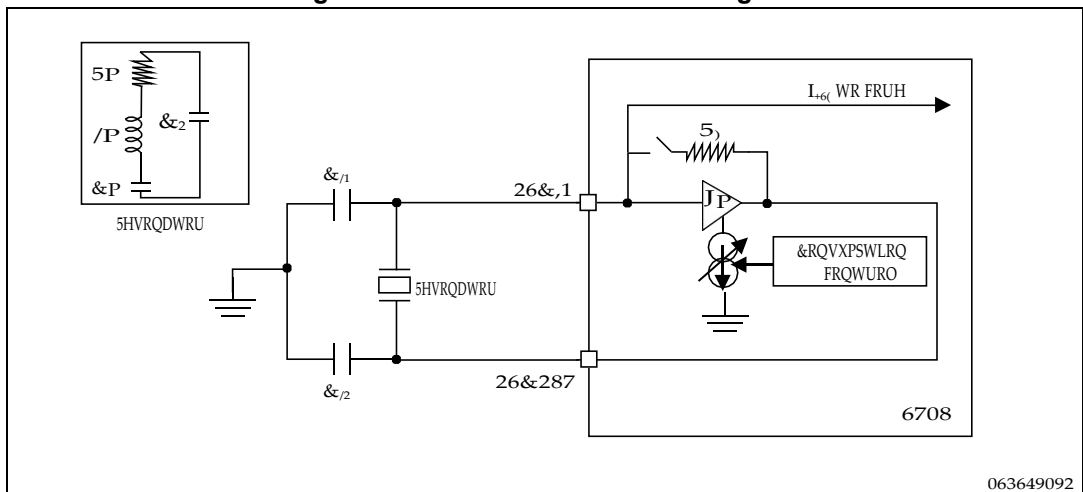 5P
/P
&2
&P
5HVRQDWRU
&/1
&/2
5HVRQDWRU
26&,1
26&287
I+6( WR FRUH
5)
JP
&RQVXPSWLRQ
FRQWURO
6708
063649092